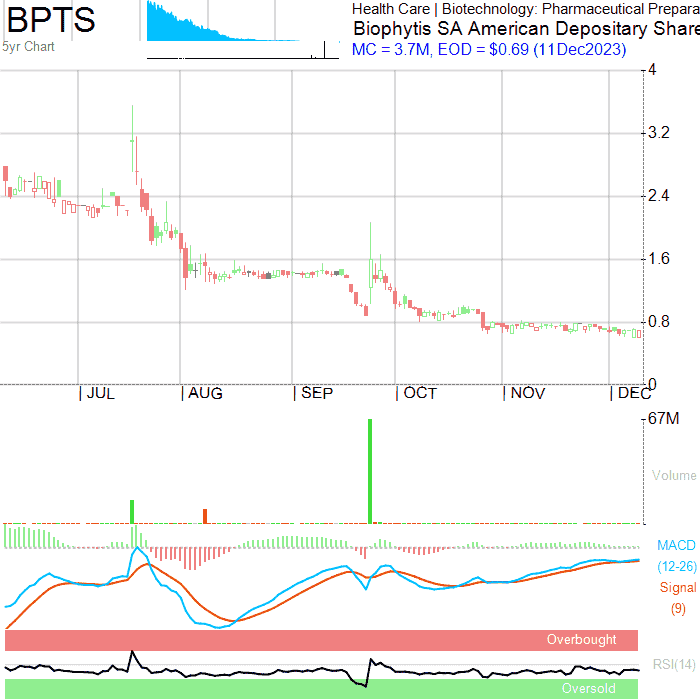 BPTS
5yr Chart
Health Care | Biotechnology: Pharmaceutical Prepara
Biophytis SA American Depositary Share
MC = 3.7M, EOD = $0.69 (11Dec2023)
4
3.2
2.4
1.6
0.8
0
| JUL | AUG | SEP | OCT | NOV | DEC
67M
Volume
MACD
(12-26)
Signal
(9)
Overbought
RSI(14)
Oversold